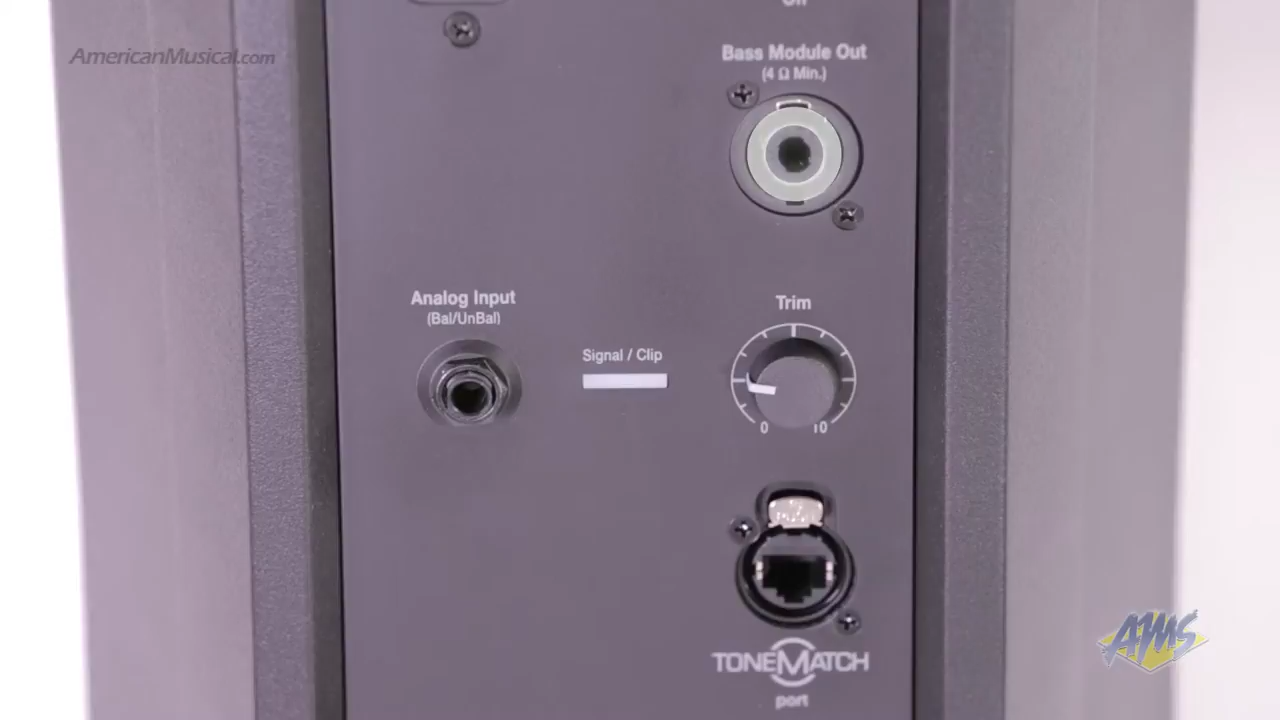 AmericanMusical.com
Bass Module Out
(4 Ω Min.)
Analog Input
(Bal/UnBal)
Signal / Clip
Trim
0
10
TONEMATCH
port
AMS